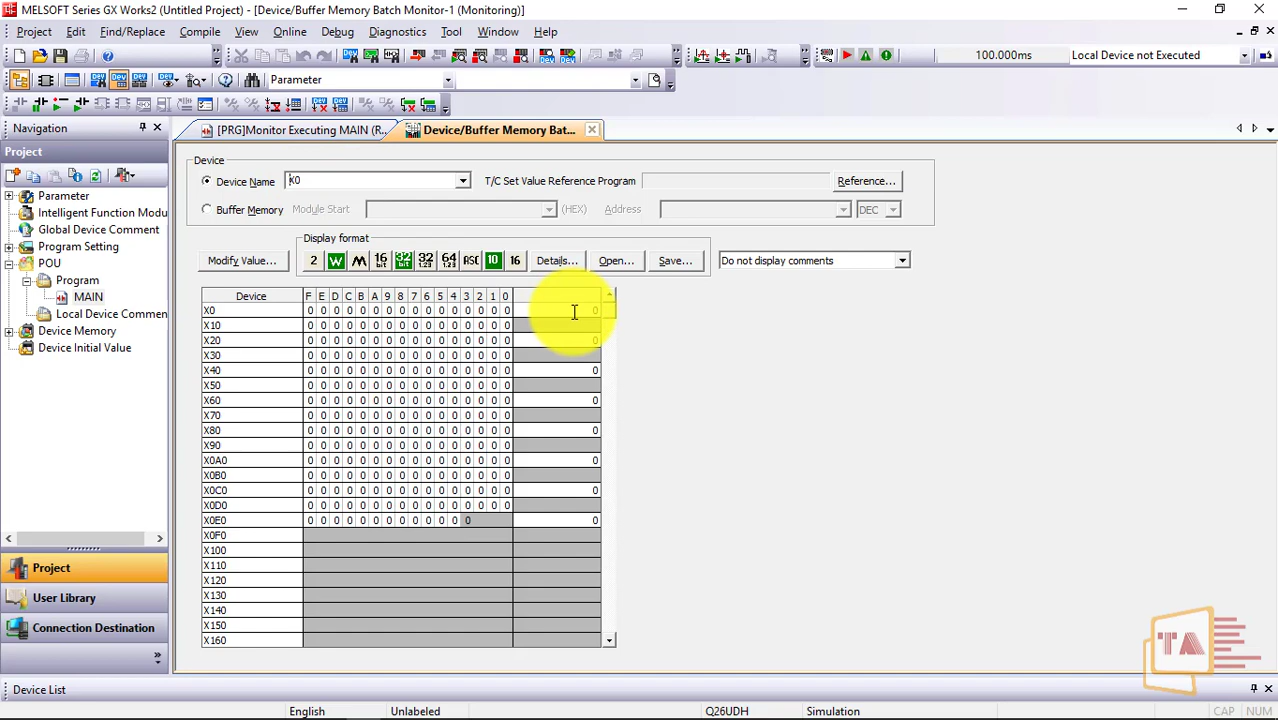 MELSOFT Series GX Works2 (Untitled Project) - [Device/Buffer Memory Batch Monitor-1 (Monitoring)]
Project Edit Find/Replace Compile View Online Debug Diagnostics Tool Window Help
100.000ms Local Device not Executed
Parameter
Navigation
[PRG]Monitor Executing MAIN (R... Device/Buffer Memory Bat...
Project
Device
Device Name X0 T/C Set Value Reference Program Reference...
Buffer Memory Module Start (HEX) Address DEC
Display format
Modify Value... 2 W M 16 bit 32 bit 32 1.23 64 1.23 ASC 10 16 Details... Open... Save... Do not display comments
Parameter
Intelligent Function Modu
Global Device Comment
Program Setting
POU
Program
MAIN
Local Device Commen
Device Memory
Device Initial Value
Device F E D C B A 9 8 7 6 5 4 3 2 1 0
X0 0 0 0 0 0 0 0 0 0 0 0 0 0 0 0 0 0
X10 0 0 0 0 0 0 0 0 0 0 0 0 0 0 0 0
X20 0 0 0 0 0 0 0 0 0 0 0 0 0 0 0 0 0
X30 0 0 0 0 0 0 0 0 0 0 0 0 0 0 0 0
X40 0 0 0 0 0 0 0 0 0 0 0 0 0 0 0 0 0
X50 0 0 0 0 0 0 0 0 0 0 0 0 0 0 0 0
X60 0 0 0 0 0 0 0 0 0 0 0 0 0 0 0 0 0
X70 0 0 0 0 0 0 0 0 0 0 0 0 0 0 0 0
X80 0 0 0 0 0 0 0 0 0 0 0 0 0 0 0 0 0
X90 0 0 0 0 0 0 0 0 0 0 0 0 0 0 0 0
X0A0 0 0 0 0 0 0 0 0 0 0 0 0 0 0 0 0 0
X0B0 0 0 0 0 0 0 0 0 0 0 0 0 0 0 0 0
X0C0 0 0 0 0 0 0 0 0 0 0 0 0 0 0 0 0 0
X0D0 0 0 0 0 0 0 0 0 0 0 0 0 0 0 0 0
X0E0 0 0 0 0 0 0 0 0 0 0 0 0 0 0
X0F0
X100
X110
X120
X130
X140
X150
X160
Project
User Library
Connection Destination
TA
Device List
English Unlabeled Q26UDH Simulation CAP NUM